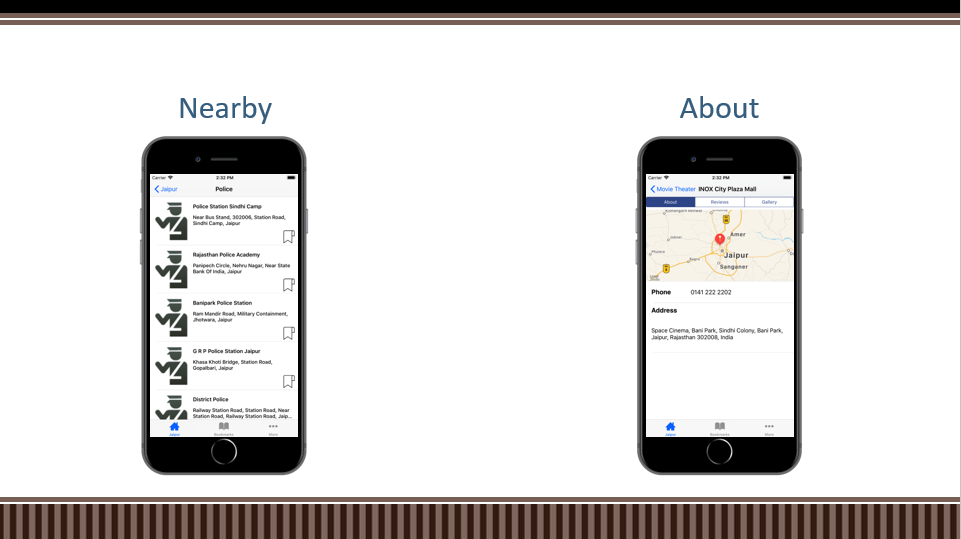 Nearby
Carrier
2:32 PM
Jaipur
Police
Police Station Sindhi Camp
Near Bus Stand, 302006, Station Road,
Sindhi Camp, Jaipur
Rajasthan Police Academy
Panipech Circle, Nehru Nagar, Near State
Bank Of India, Jaipur
Banipark Police Station
Ram Mandir Road, Military Containment,
Jhotwara, Jaipur
G R P Police Station Jaipur
Khasa Khoti Bridge, Station Road,
Gopalbari, Jaipur
District Police
Railway Station Road, Station Road, Near
Station Road, Railway Station Road, Jaip...
Jaipur
Bookmarks
More
About
Carrier
2:32 PM
Movie Theater
INOX City Plaza Mall
About
Reviews
Gallery
Amer
Jaipur
Sanganer
Phone
0141 222 2202
Address
Space Cinema, Bani Park, Sindhi Colony, Bani Park,
Jaipur, Rajasthan 302008, India
Jaipur
Bookmarks
More